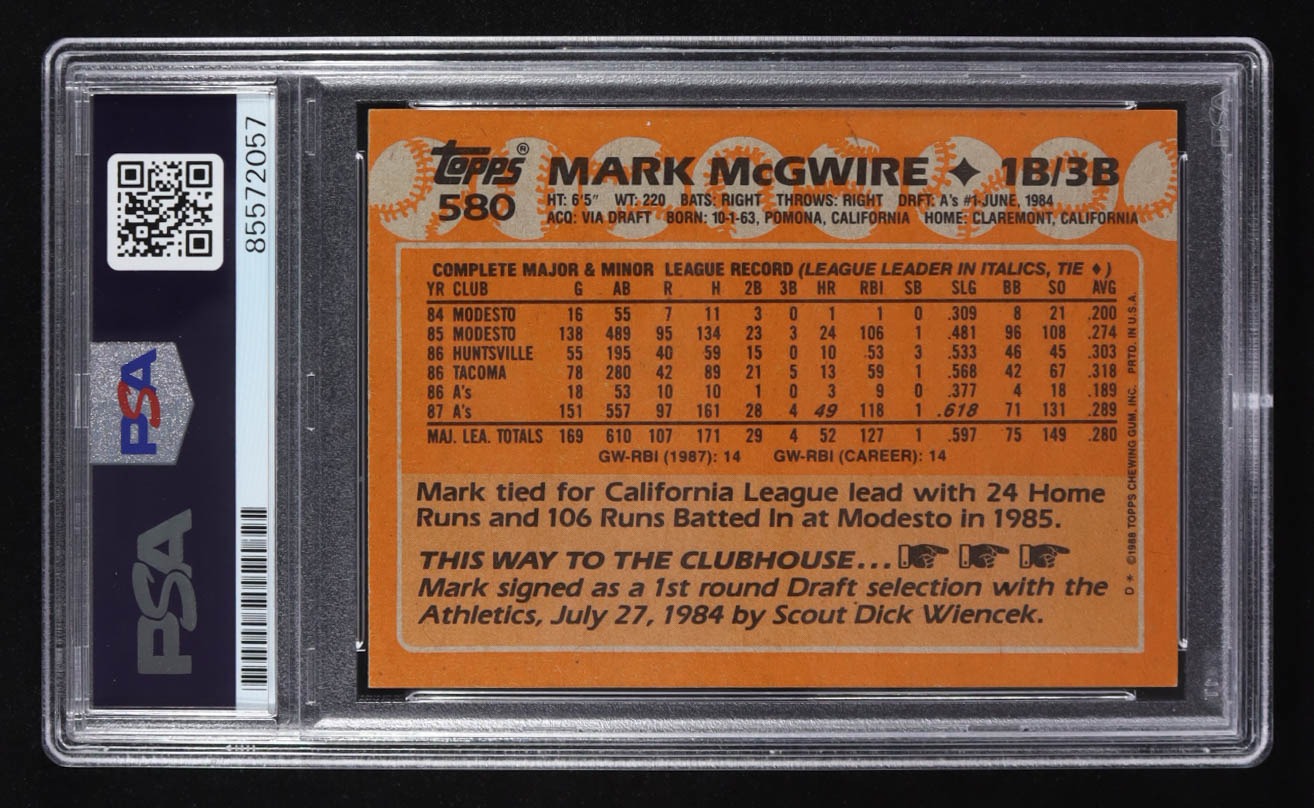 85572057
PSA
PSA
topps® MARK McGWIRE ♦ 1B/3B
580 HT: 6'5" WT: 220 BATS: RIGHT THROWS: RIGHT DRFT: A's #1-JUNE, 1984
ACQ: VIA DRAFT BORN: 10-1-63, POMONA, CALIFORNIA HOME: CLAREMONT, CALIFORNIA
COMPLETE MAJOR & MINOR LEAGUE RECORD (LEAGUE LEADER IN ITALICS, TIE ♦)
YR CLUB G AB R H 2B 3B HR RBI SB SLG BB SO AVG
84 MODESTO 16 55 7 11 3 0 1 1 0 .309 8 21 .200
85 MODESTO 138 489 95 134 23 3 24 106 1 .481 96 108 .274
86 HUNTSVILLE 55 195 40 59 15 0 10 53 3 .533 46 45 .303
86 TACOMA 78 280 42 89 21 5 13 59 1 .568 42 67 .318
86 A's 18 53 10 10 1 0 3 9 0 .377 4 18 .189
87 A's 151 557 97 161 28 4 49 118 1 .618 71 131 .289
MAJ. LEA. TOTALS 169 610 107 171 29 4 52 127 1 .597 75 149 .280
GW-RBI (1987): 14 GW-RBI (CAREER): 14
Mark tied for California League lead with 24 Home
Runs and 106 Runs Batted In at Modesto in 1985.
THIS WAY TO THE CLUBHOUSE...
Mark signed as a 1st round Draft selection with the
Athletics, July 27, 1984 by Scout Dick Wiencek.
D* ©1988 TOPPS CHEWING GUM, INC. PRTD. IN U.S.A.